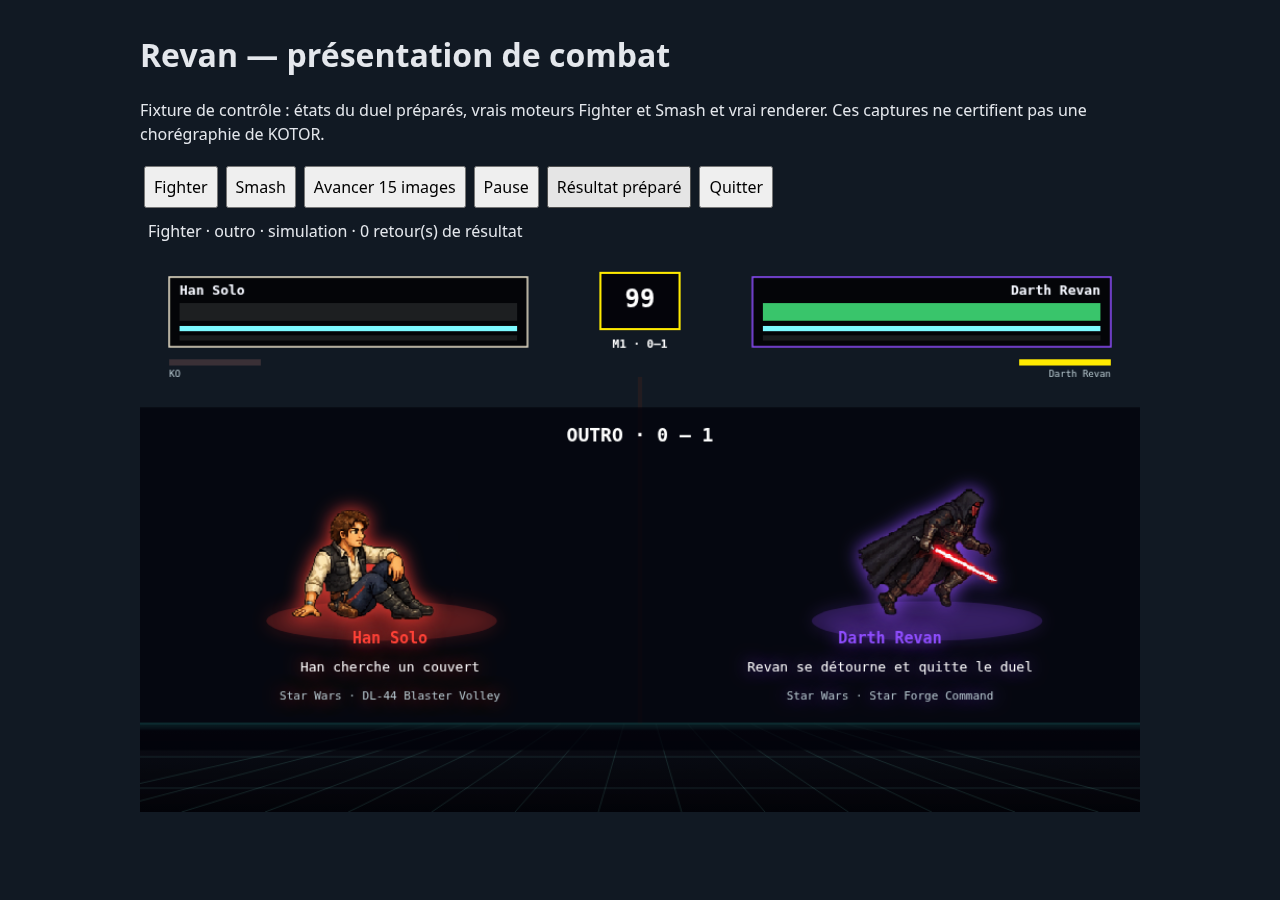 Revan — présentation de combat
Fixture de contrôle : états du duel préparés, vrais moteurs Fighter et Smash et vrai renderer. Ces captures ne certifient pas une
chorégraphie de KOTOR.
Fighter Smash Avancer 15 images Pause Résultat préparé Quitter
Fighter · outro · simulation · 0 retour(s) de résultat
Han Solo 99 Darth Revan
M1 · 0—1
KO Darth Revan
OUTRO · 0 — 1
Han Solo Darth Revan
Han cherche un couvert Revan se détourne et quitte le duel
Star Wars · DL-44 Blaster Volley Star Wars · Star Forge Command